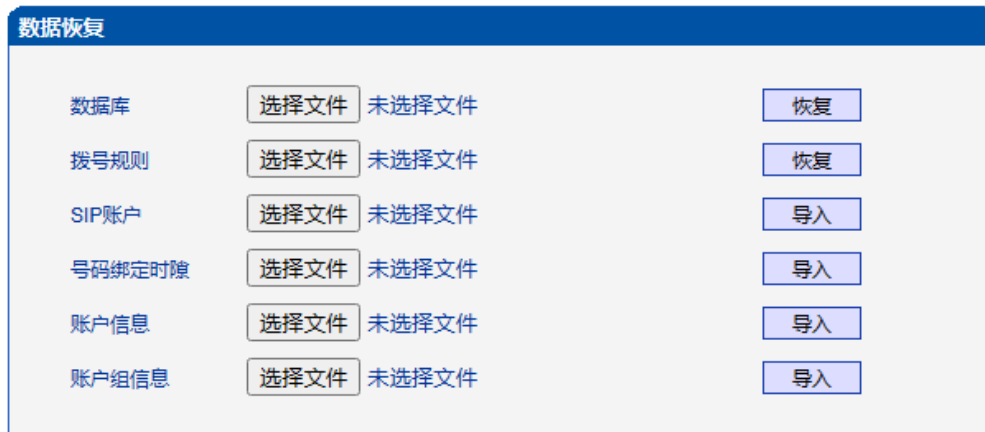 数据恢复
数据库 选择文件 未选择文件 恢复
拨号规则 选择文件 未选择文件 恢复
SIP账户 选择文件 未选择文件 导入
号码绑定时隙 选择文件 未选择文件 导入
账户信息 选择文件 未选择文件 导入
账户组信息 选择文件 未选择文件 导入